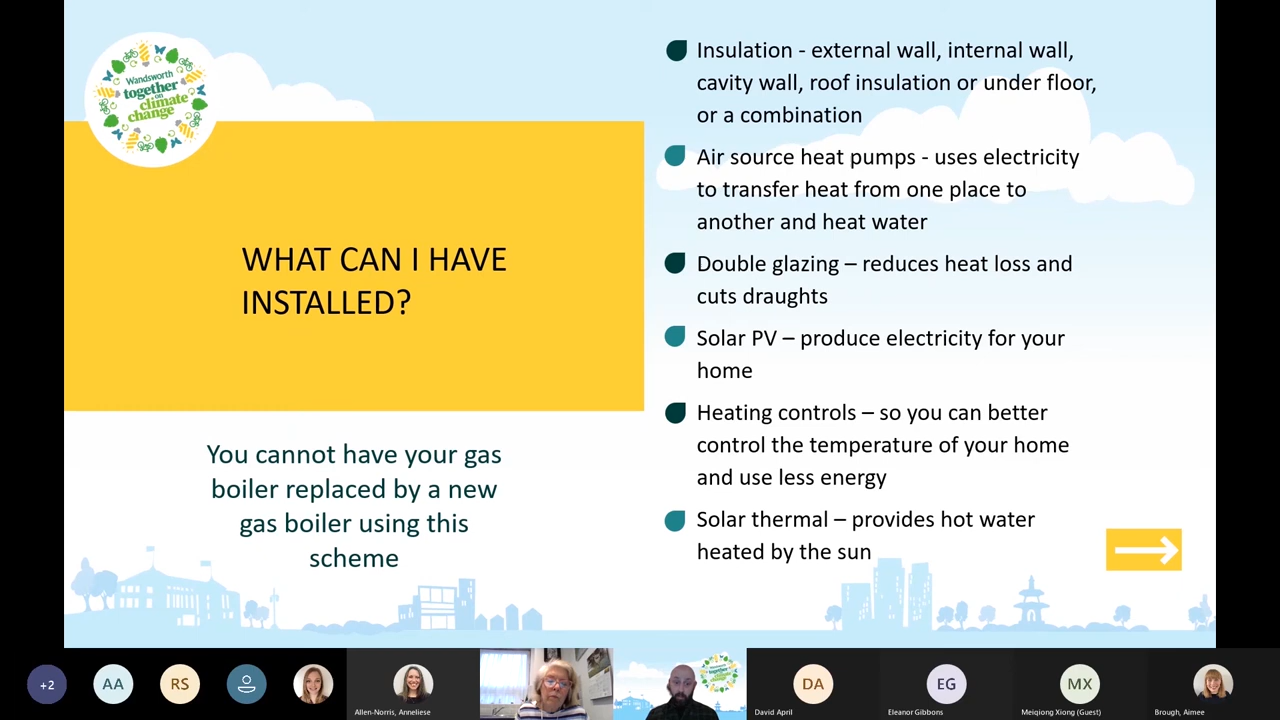 Wandsworth
together
on
climate
change
WHAT CAN I HAVE
INSTALLED?
You cannot have your gas
boiler replaced by a new
gas boiler using this
scheme
Insulation - external wall, internal wall,
cavity wall, roof insulation or under floor,
or a combination
Air source heat pumps - uses electricity
to transfer heat from one place to
another and heat water
Double glazing – reduces heat loss and
cuts draughts
Solar PV – produce electricity for your
home
Heating controls – so you can better
control the temperature of your home
and use less energy
Solar thermal – provides hot water
heated by the sun
+2
AA
RS
Allen-Norris, Anneliese
DA
David April
EG
Eleanor Gibbons
MX
Meiqiong Xiong (Guest)
Brough, Aimee